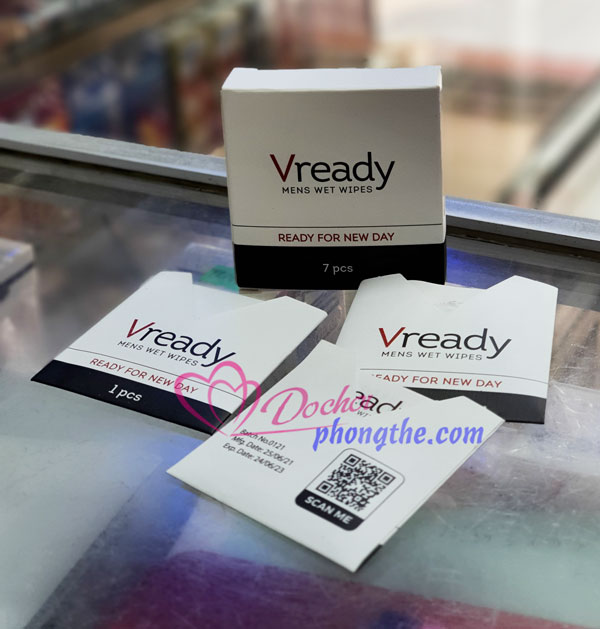 Vready
MENS WET WIPES
READY FOR NEW DAY
7 pcs
Vready
MENS WET WIPES
READY FOR NEW DAY
1 pcs
Vready
MENS WET WIPES
READY FOR NEW DAY
Batch No.0121
Mfg. Date: 25/06/21
Exp. Date: 24/06/23
SCAN ME
phongthe.com